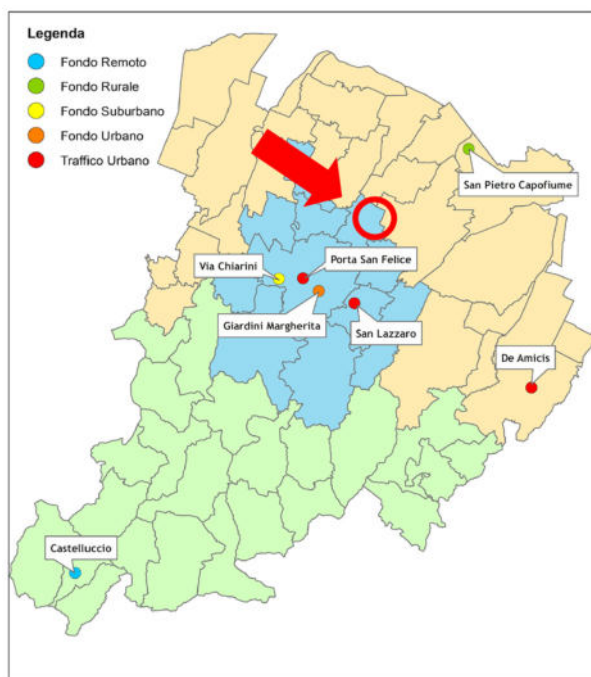 Legenda
Fondo Remoto
Fondo Rurale
Fondo Suburbano
Fondo Urbano
Traffico Urbano
San Pietro Capofiume
Via Chiarini
Porta San Felice
Giardini Margherita
San Lazzaro
De Amicis
Castelluccio